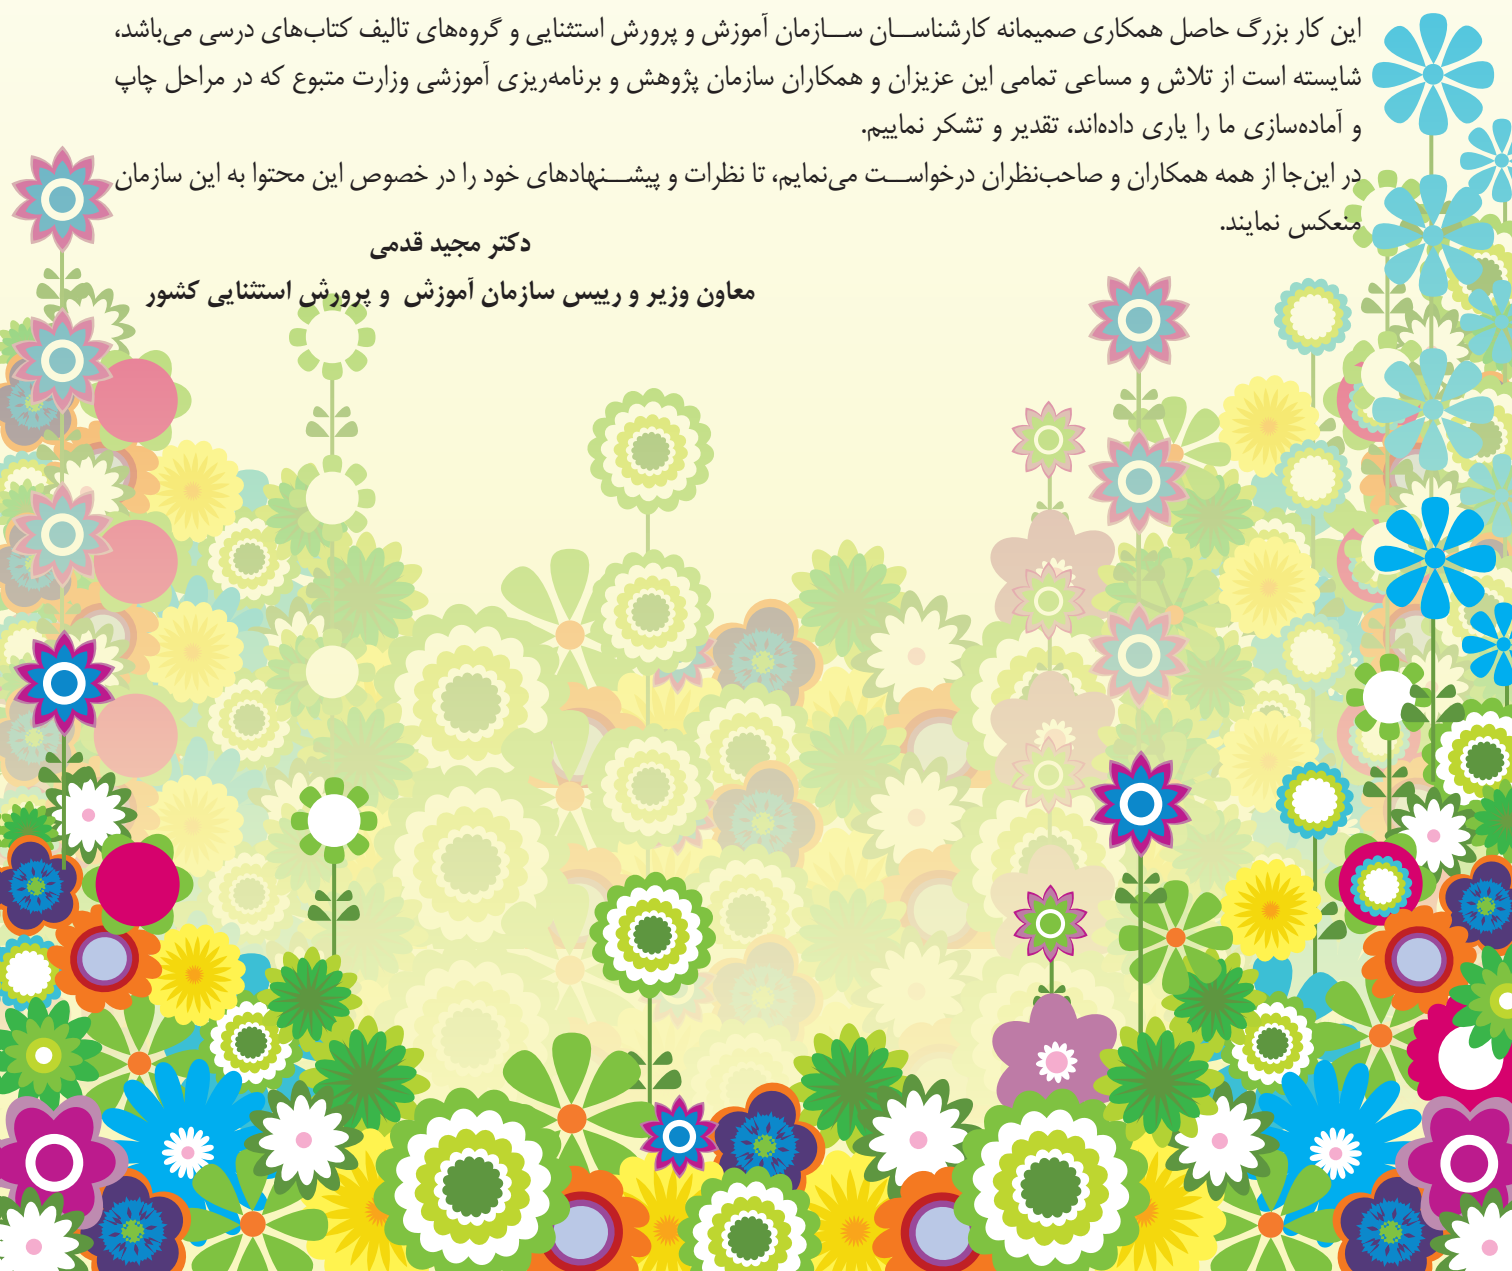 این کار بزرگ حاصل همکاری صمیمانه کارشناسان سازمان آموزش و پرورش استثنایی و گروه‌های تالیف کتاب‌های درسی می‌باشد،
شایسته است از تلاش و مساعی تمامی این عزیزان و همکاران سازمان پژوهش و برنامه‌ریزی آموزشی وزارت متبوع که در مراحل چاپ
و آماده‌سازی ما را یاری داده‌اند، تقدیر و تشکر نماییم.
در این‌جا از همه همکاران و صاحب‌نظران درخواست می‌نمایم، تا نظرات و پیشنهادهای خود را در خصوص این محتوا به این سازمان
منعکس نمایند.
دکتر مجید قدمی
معاون وزیر و رییس سازمان آموزش و پرورش استثنایی کشور